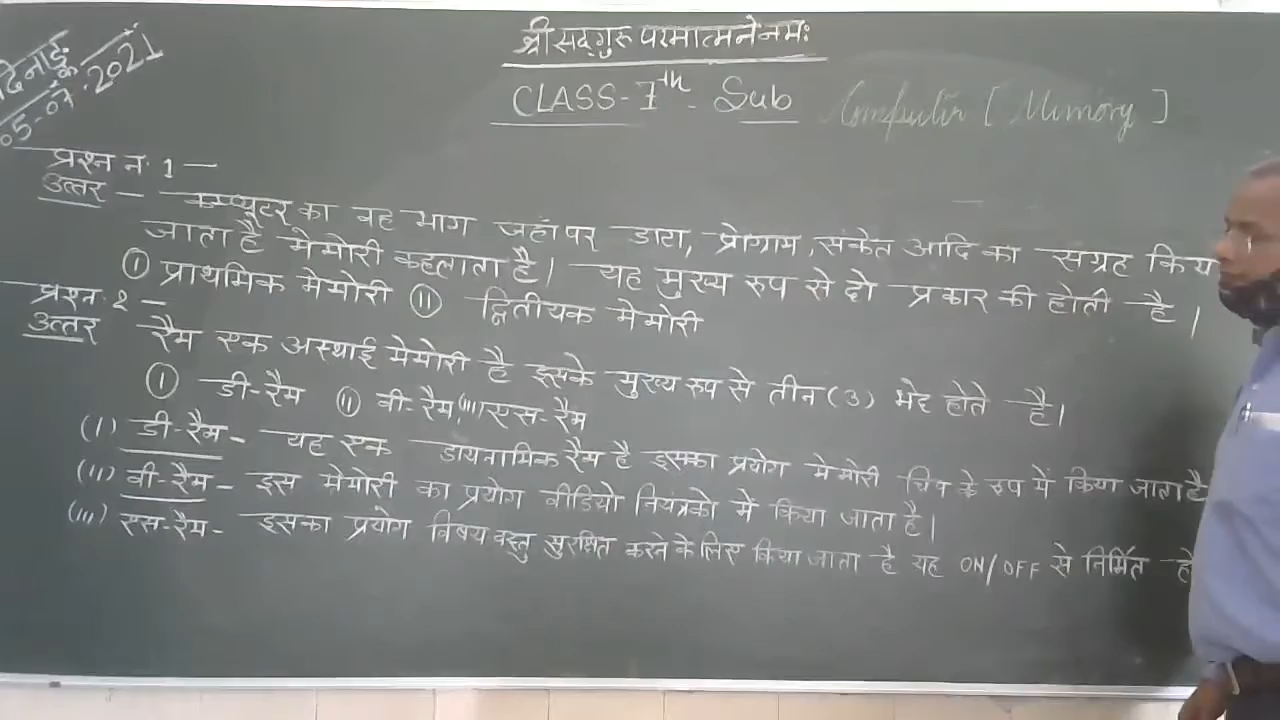 दिनाङ्कः
05.07.2021
श्री सद्गुरु परमात्मने नमः
CLASS-7th- Sub Computer [Memory]
प्रश्न न. 1 —
उत्तर — कम्प्यूटर का वह भाग जहाँ पर डाटा, प्रोग्राम, संकेत आदि का सग्रह किय
जाता है मेमोरी कहलाता है। यह मुख्य रूप से दो प्रकार की होती है।
(i) प्राथमिक मेमोरी (ii) द्वितीयक मेमोरी
प्रश्न. 2 —
उत्तर रैम एक अस्थाई मेमोरी है इसके मुख्य रूप से तीन (3) भेद होते है।
(i) डी-रैम (ii) वी-रैम, (iii) एस-रैम
(i) डी-रैम - यह एक डायनामिक रैम है इसका प्रयोग मेमोरी चिप के रूप में किया जाता है
(ii) वी-रैम - इस मेमोरी का प्रयोग वीडियो नियंत्रको में किया जाता है।
(iii) एस-रैम - इसका प्रयोग विषय वस्तु सुरक्षित करने के लिए किया जाता है यह ON/OFF से निर्मित हो